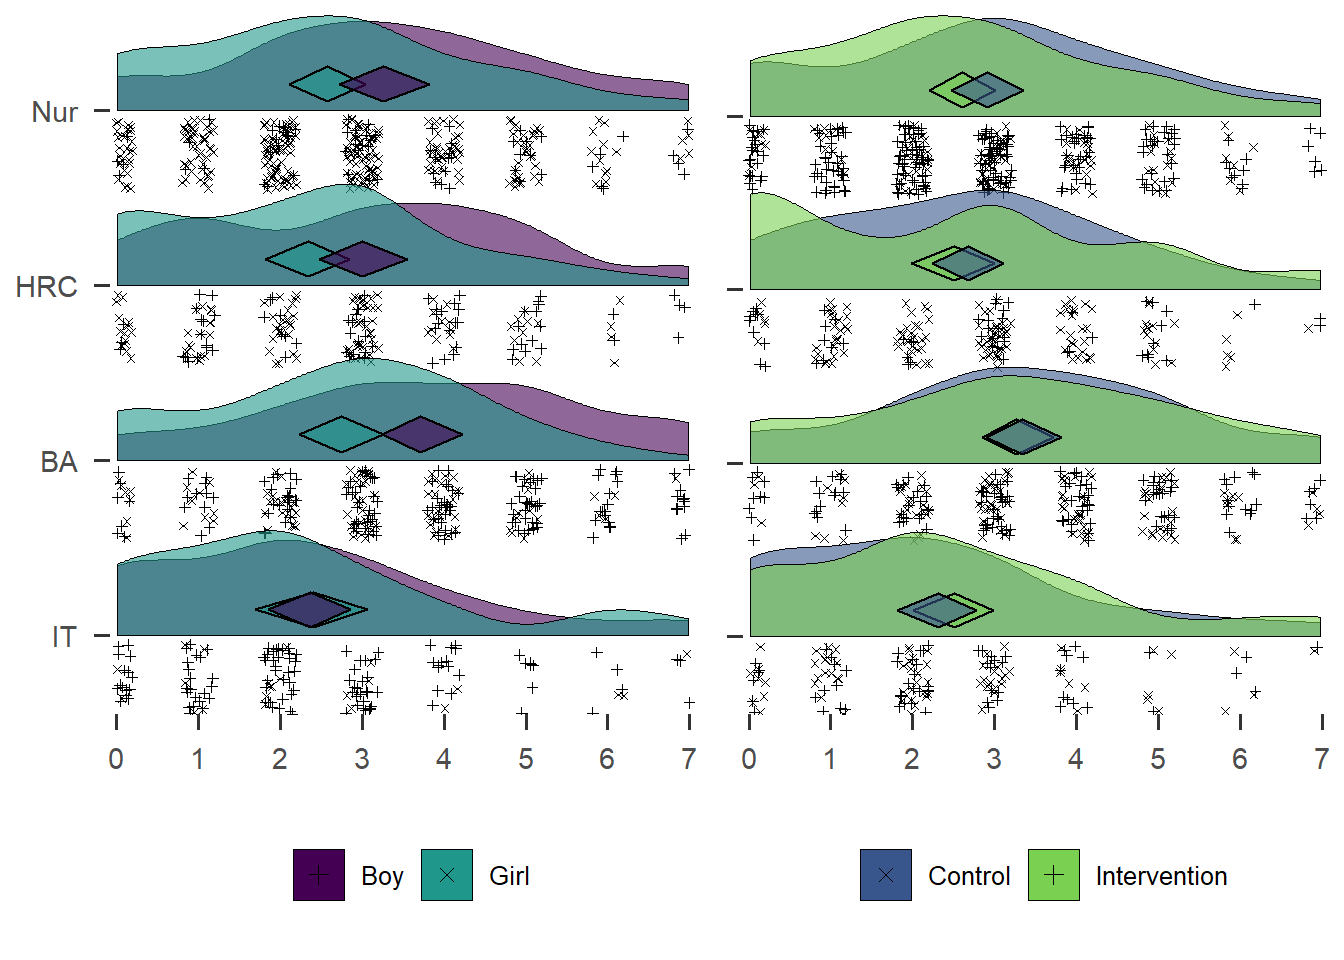 Nur
HRC
BA
IT
0 1 2 3 4 5 6 7
0 1 2 3 4 5 6 7
Boy Girl
Control Intervention